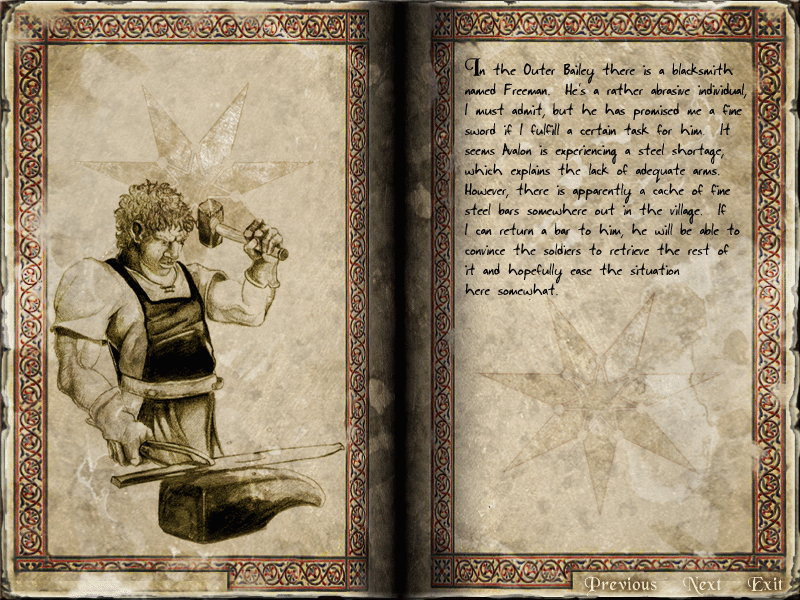 In the Outer Bailey there is a blacksmith
named Freeman. He's a rather abrasive individual,
I must admit, but he has promised me a fine
sword if I fulfill a certain task for him. It
seems Avalon is experiencing a steel shortage,
which explains the lack of adequate arms.
However, there is apparently a cache of fine
steel bars somewhere out in the village. If
I can return a bar to him, he will be able to
convince the soldiers to retrieve the rest of
it and hopefully ease the situation
here somewhat.
Previous Next Exit